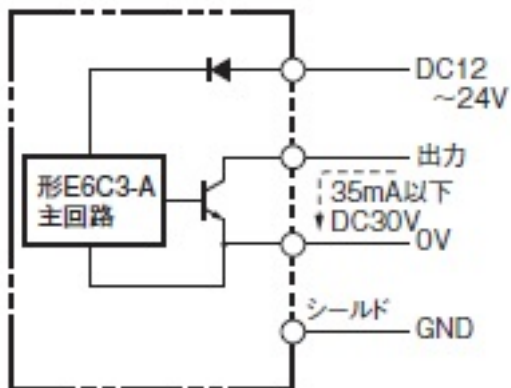 DC12
～24V
出力
形E6C3-A
主回路
35mA以下
DC30V
0V
シールド
GND